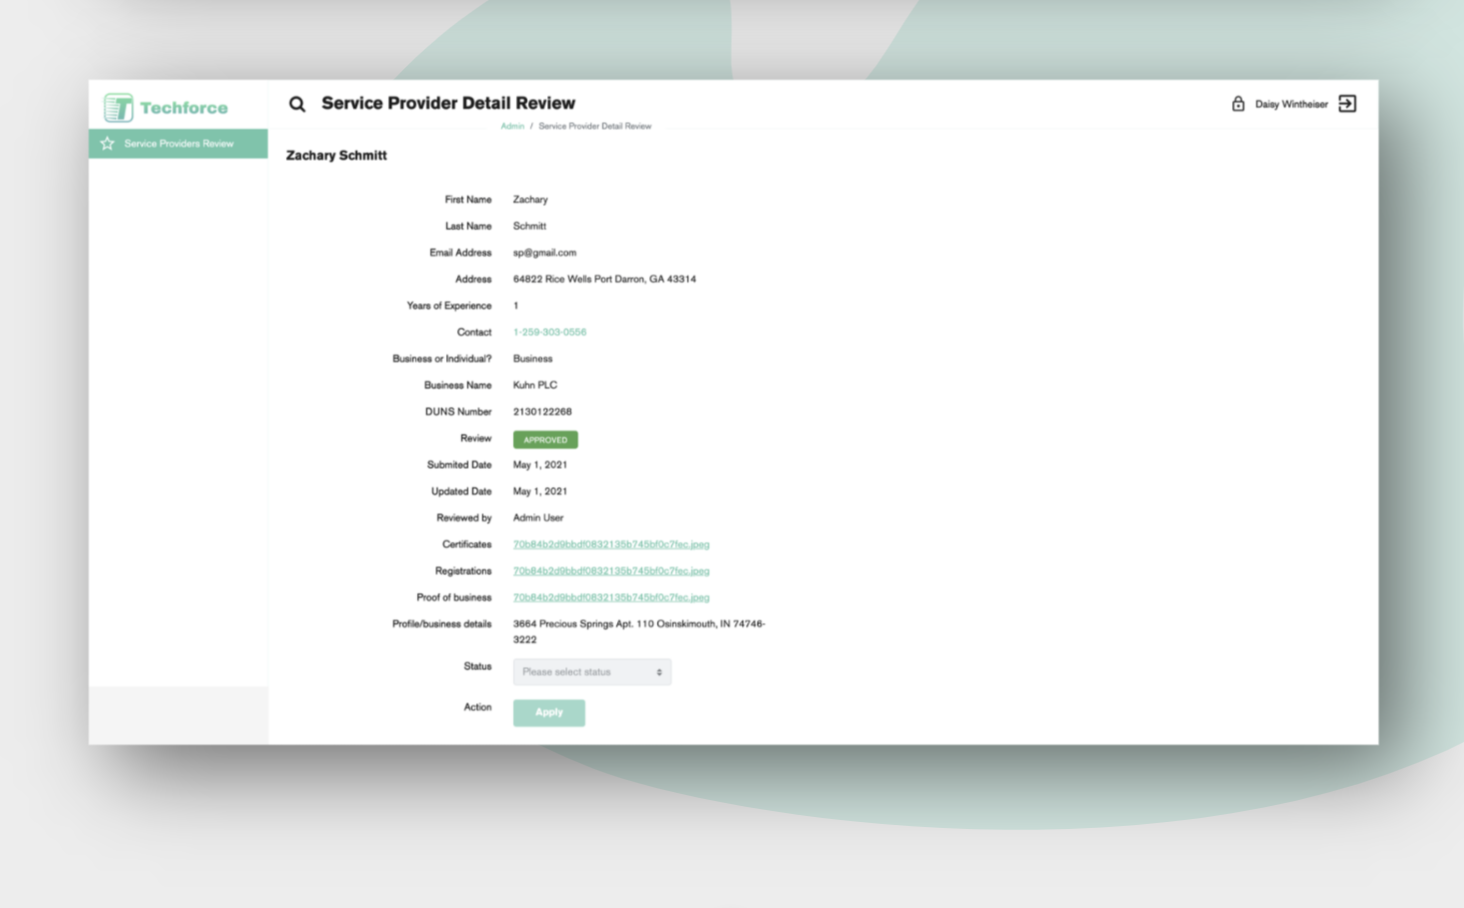 Techforce
Service Provider Detail Review
Daisy Wintheiser
Admin / Service Provider Detail Review
Service Providers Review
Zachary Schmitt
First Name Zachary
Last Name Schmitt
Email Address sp@gmail.com
Address 64822 Rice Wells Port Darron, GA 43314
Years of Experience 1
Contact 1-259-303-0556
Business or Individual? Business
Business Name Kuhn PLC
DUNS Number 2130122268
Review APPROVED
Submited Date May 1, 2021
Updated Date May 1, 2021
Reviewed by Admin User
Certificates 70b84b2d9bbdf0832135b745bf0c7fec.jpeg
Registrations 70b84b2d9bbdf0832135b745bf0c7fec.jpeg
Proof of business 70b84b2d9bbdf0832135b745bf0c7fec.jpeg
Profile/business details 3664 Precious Springs Apt. 110 Osinskimouth, IN 74746-
3222
Status Please select status
Action Apply